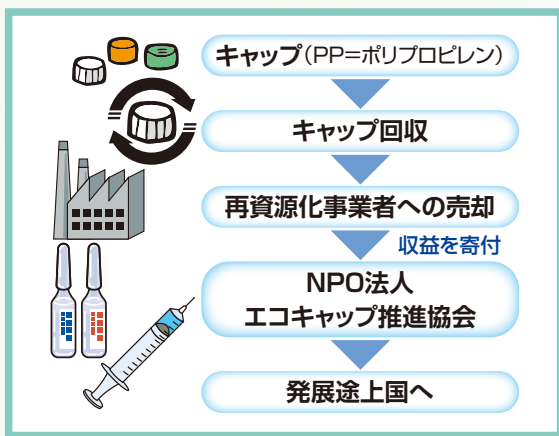 キャップ(PP=ポリプロピレン)
キャップ回収
再資源化事業者への売却
収益を寄付
NPO法人
エコキャップ推進協会
発展途上国へ